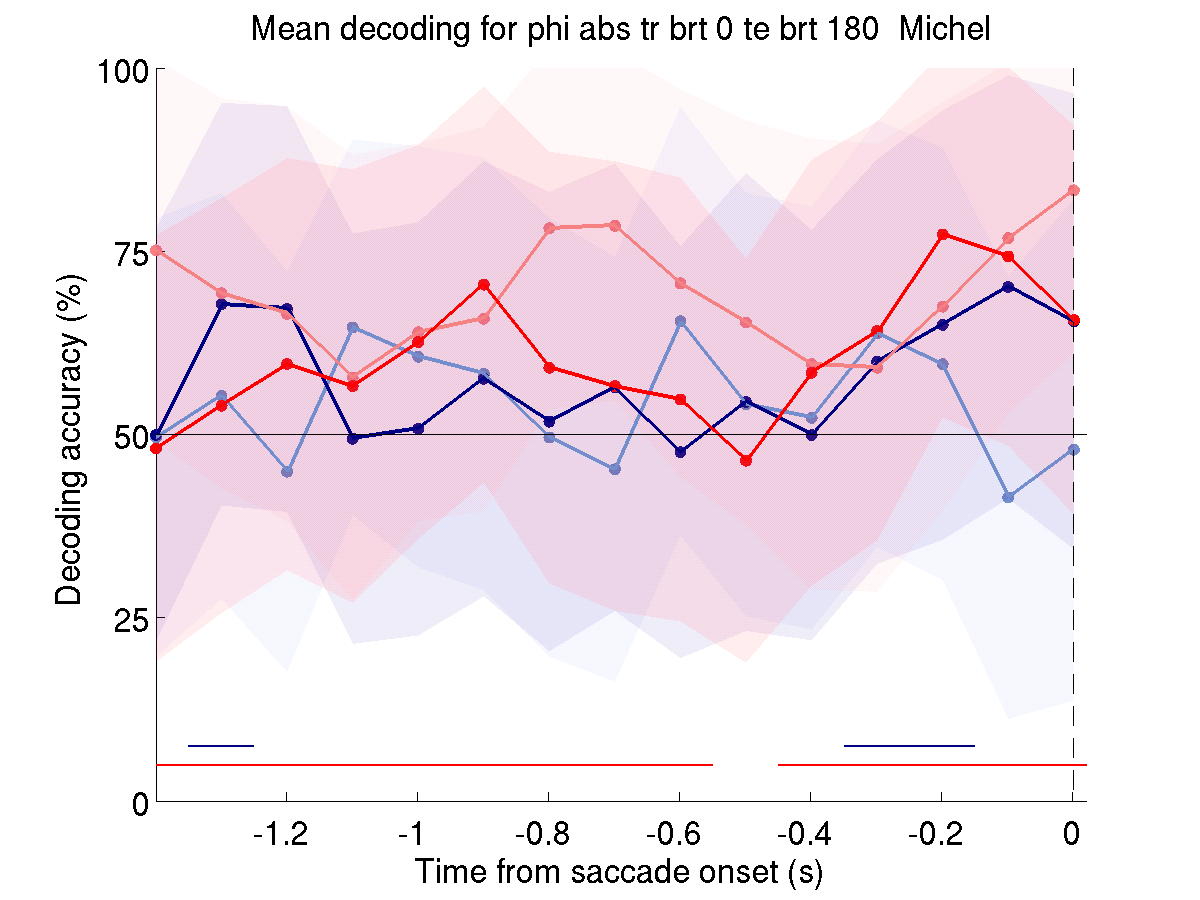 Mean decoding for phi abs tr brt 0 te brt 180  Michel
100
75
50
25
0
Decoding accuracy (%)
-1.2 -1 -0.8 -0.6 -0.4 -0.2 0
Time from saccade onset (s)